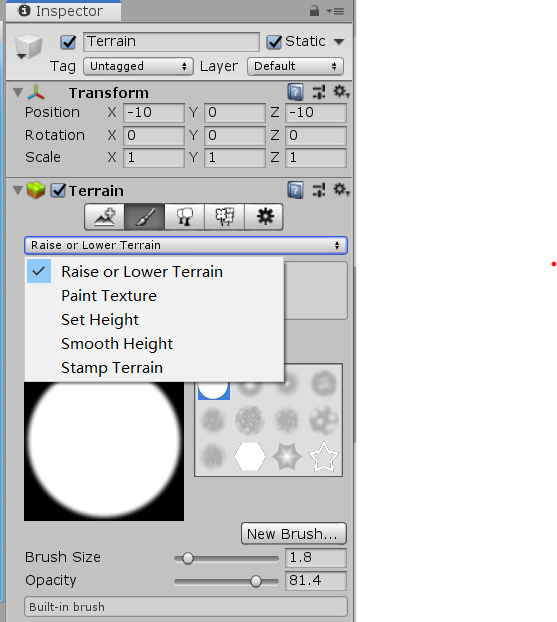 Inspector
Terrain Static
Tag Untagged Layer Default
Transform
Position X -10 Y 0 Z -10
Rotation X 0 Y 0 Z 0
Scale X 1 Y 1 Z 1
Terrain
Raise or Lower Terrain
Raise or Lower Terrain
Paint Texture
Set Height
Smooth Height
Stamp Terrain
New Brush...
Brush Size 1.8
Opacity 81.4
Built-in brush